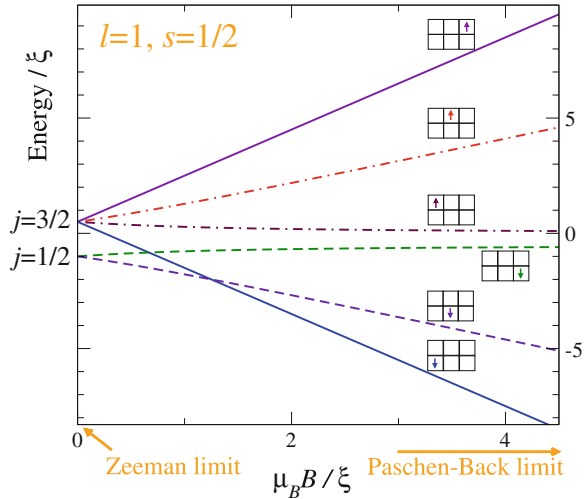 l=1, s=1/2
Energy / ξ
5
0
-5
j=3/2
j=1/2
0
2
4
Zeeman limit
Paschen-Back limit
μ_B B / ξ